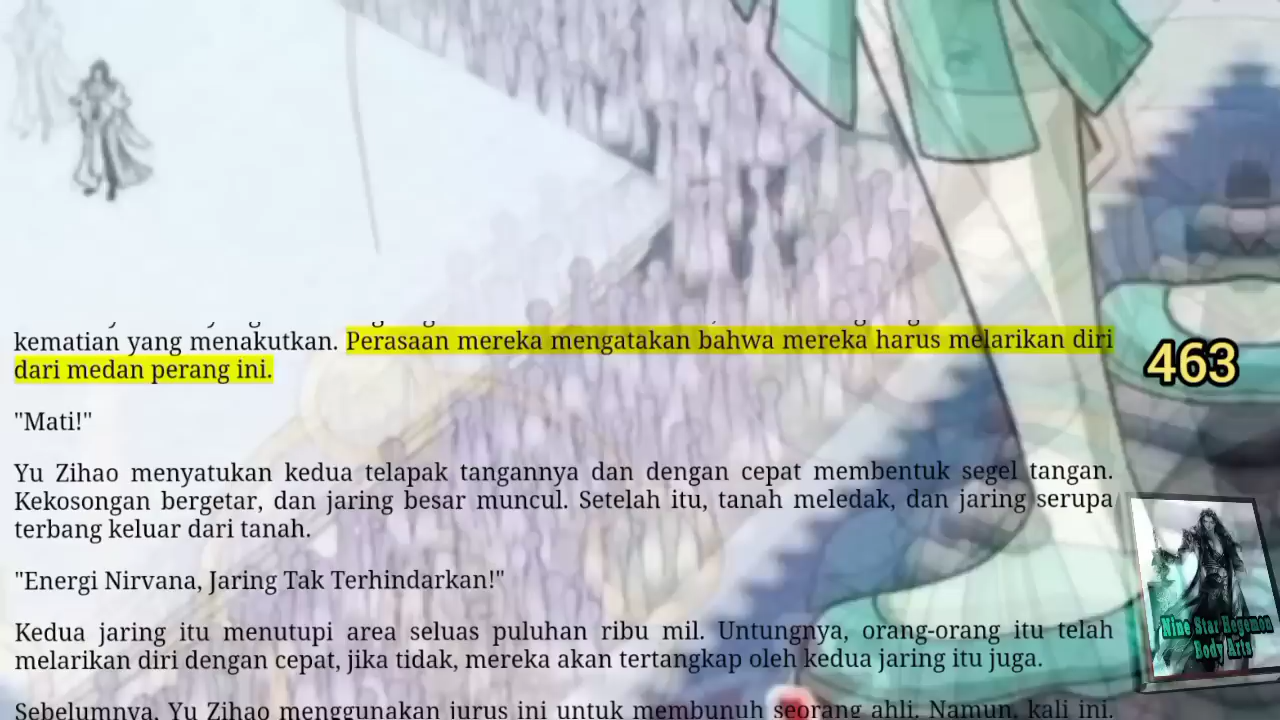 kematian yang menakutkan. Perasaan mereka mengatakan bahwa mereka harus melarikan diri
dari medan perang ini.
463
"Mati!"
Yu Zihao menyatukan kedua telapak tangannya dan dengan cepat membentuk segel tangan.
Kekosongan bergetar, dan jaring besar muncul. Setelah itu, tanah meledak, dan jaring serupa
terbang keluar dari tanah.
"Energi Nirvana, Jaring Tak Terhindarkan!"
Kedua jaring itu menutupi area seluas puluhan ribu mil. Untungnya, orang-orang itu telah
melarikan diri dengan cepat, jika tidak, mereka akan tertangkap oleh kedua jaring itu juga.
Sebelumnya, Yu Zihao menggunakan jurus ini untuk membunuh seorang ahli. Namun, kali ini,
Nine Star Hegemon
Body Arts